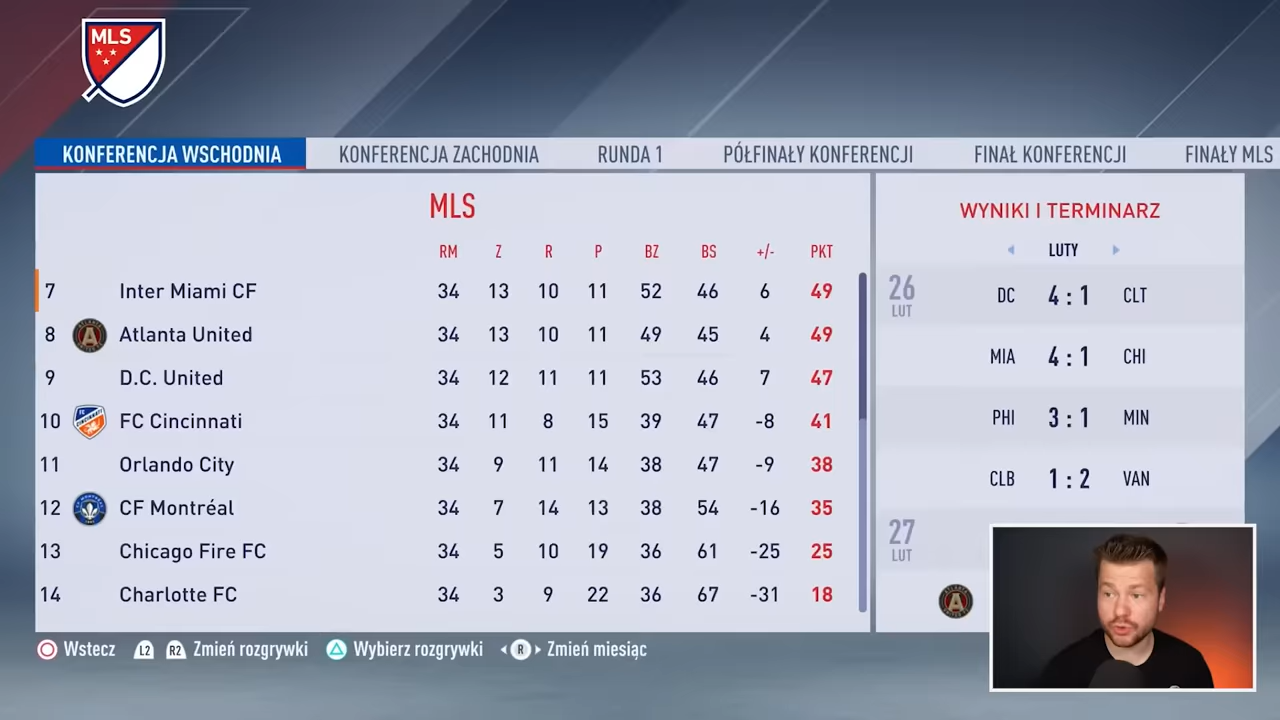 MLS
KONFERENCJA WSCHODNIA KONFERENCJA ZACHODNIA RUNDA 1 PÓŁFINAŁY KONFERENCJI FINAŁ KONFERENCJI FINAŁY MLS
MLS
RM Z R P BZ BS +/- PKT
7 Inter Miami CF 34 13 10 11 52 46 6 49
8 Atlanta United 34 13 10 11 49 45 4 49
9 D.C. United 34 12 11 11 53 46 7 47
10 FC Cincinnati 34 11 8 15 39 47 -8 41
11 Orlando City 34 9 11 14 38 47 -9 38
12 CF Montréal 34 7 14 13 38 54 -16 35
13 Chicago Fire FC 34 5 10 19 36 61 -25 25
14 Charlotte FC 34 3 9 22 36 67 -31 18
WYNIKI I TERMINARZ
LUTY
26 LUT
DC 4 : 1 CLT
MIA 4 : 1 CHI
PHI 3 : 1 MIN
CLB 1 : 2 VAN
27 LUT
Wstecz L2 R2 Zmień rozgrywki Wybierz rozgrywki R Zmień miesiąc